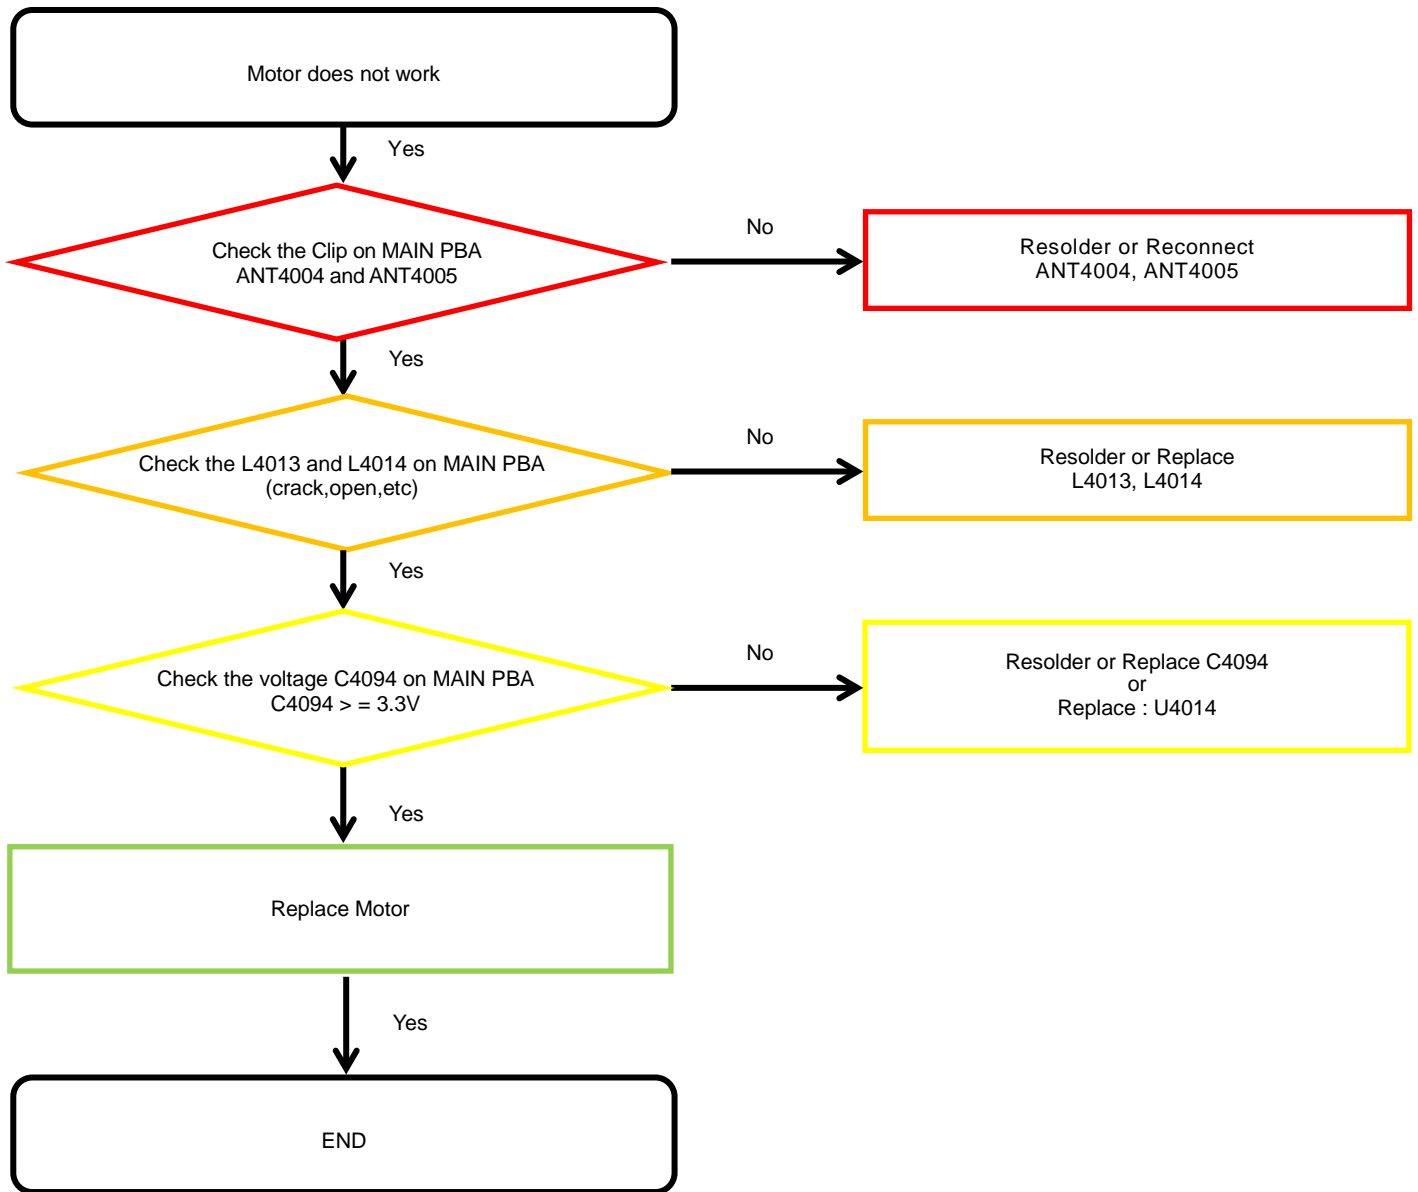 Motor does not work
Yes
Check the Clip on MAIN PBA
ANT4004 and ANT4005
No
Resolder or Reconnect
ANT4004, ANT4005
Yes
Check the L4013 and L4014 on MAIN PBA
(crack,open,etc)
No
Resolder or Replace
L4013, L4014
Yes
Check the voltage C4094 on MAIN PBA
C4094 > = 3.3V
No
Resolder or Replace C4094
or
Replace : U4014
Yes
Replace Motor
Yes
END